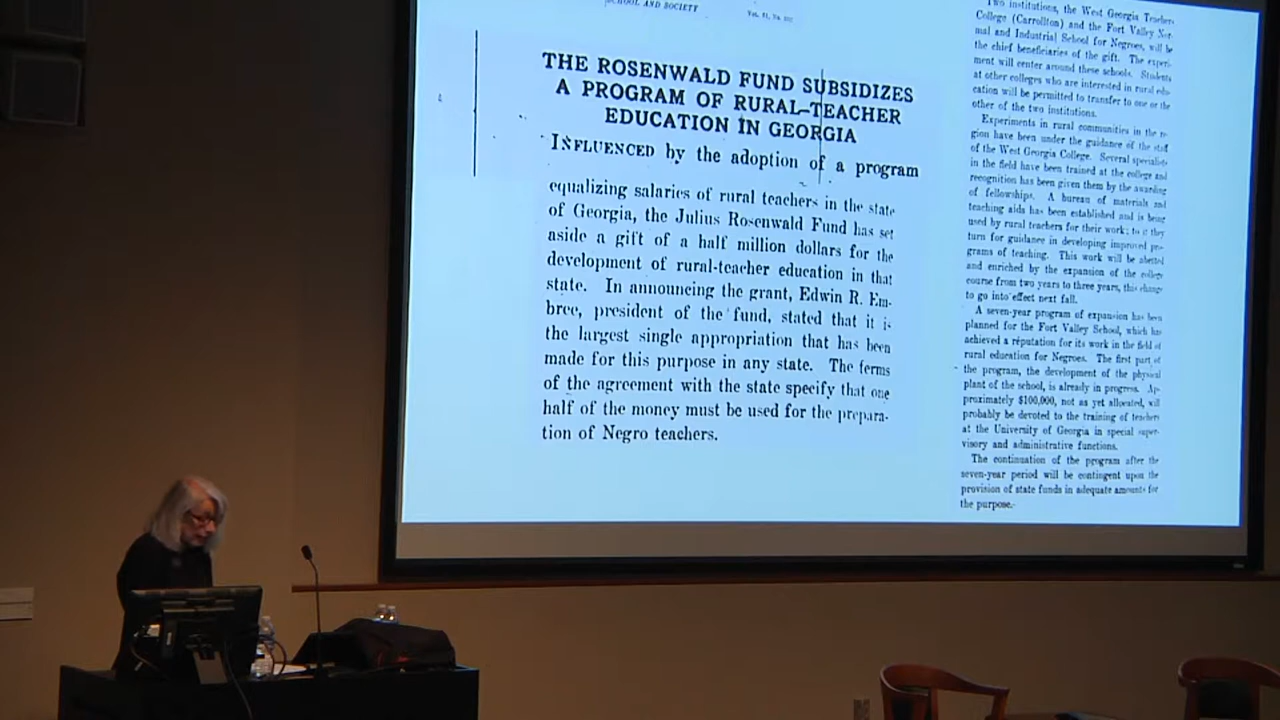 SCHOOL AND SOCIETY
THE ROSENWALD FUND SUBSIDIZES
A PROGRAM OF RURAL-TEACHER
EDUCATION IN GEORGIA
INFLUENCED by the adoption of a program
equalizing salaries of rural teachers in the state
of Georgia, the Julius Rosenwald Fund has set
aside a gift of a half million dollars for the
development of rural-teacher education in that
state. In announcing the grant, Edwin R. Em-
bree, president of the fund, stated that it is
the largest single appropriation that has been
made for this purpose in any state. The terms
of the agreement with the state specify that one
half of the money must be used for the prepara-
tion of Negro teachers.
Two institutions, the West Georgia Teachers
College (Carrollton) and the Fort Valley Nor-
mal and Industrial School for Negroes, will be
the chief beneficiaries of the gift. The experi-
ment will center around these schools. Students
at other colleges who are interested in rural edu-
cation will be permitted to transfer to one or the
other of the two institutions.
Experiments in rural communities in the re-
gion have been under the guidance of the staff
of the West Georgia College. Several specialists
in the field have been trained at the college and
recognition has been given them by the awarding
of fellowships. A bureau of materials and
teaching aids has been established and is being
used by rural teachers for their work; to it they
turn for guidance in developing improved pro-
grams of teaching. This work will be abetted
and enriched by the expansion of the college
course from two years to three years, this change
to go into effect next fall.
A seven-year program of expansion has been
planned for the Fort Valley School, which has
achieved a reputation for its work in the field of
rural education for Negroes. The first part of
the program, the development of the physical
plant of the school, is already in progress. Ap-
proximately $100,000, not as yet allocated, will
probably be devoted to the training of teachers
at the University of Georgia in special super-
visory and administrative functions.
The continuation of the program after the
seven-year period will be contingent upon the
provision of state funds in adequate amounts for
the purpose.